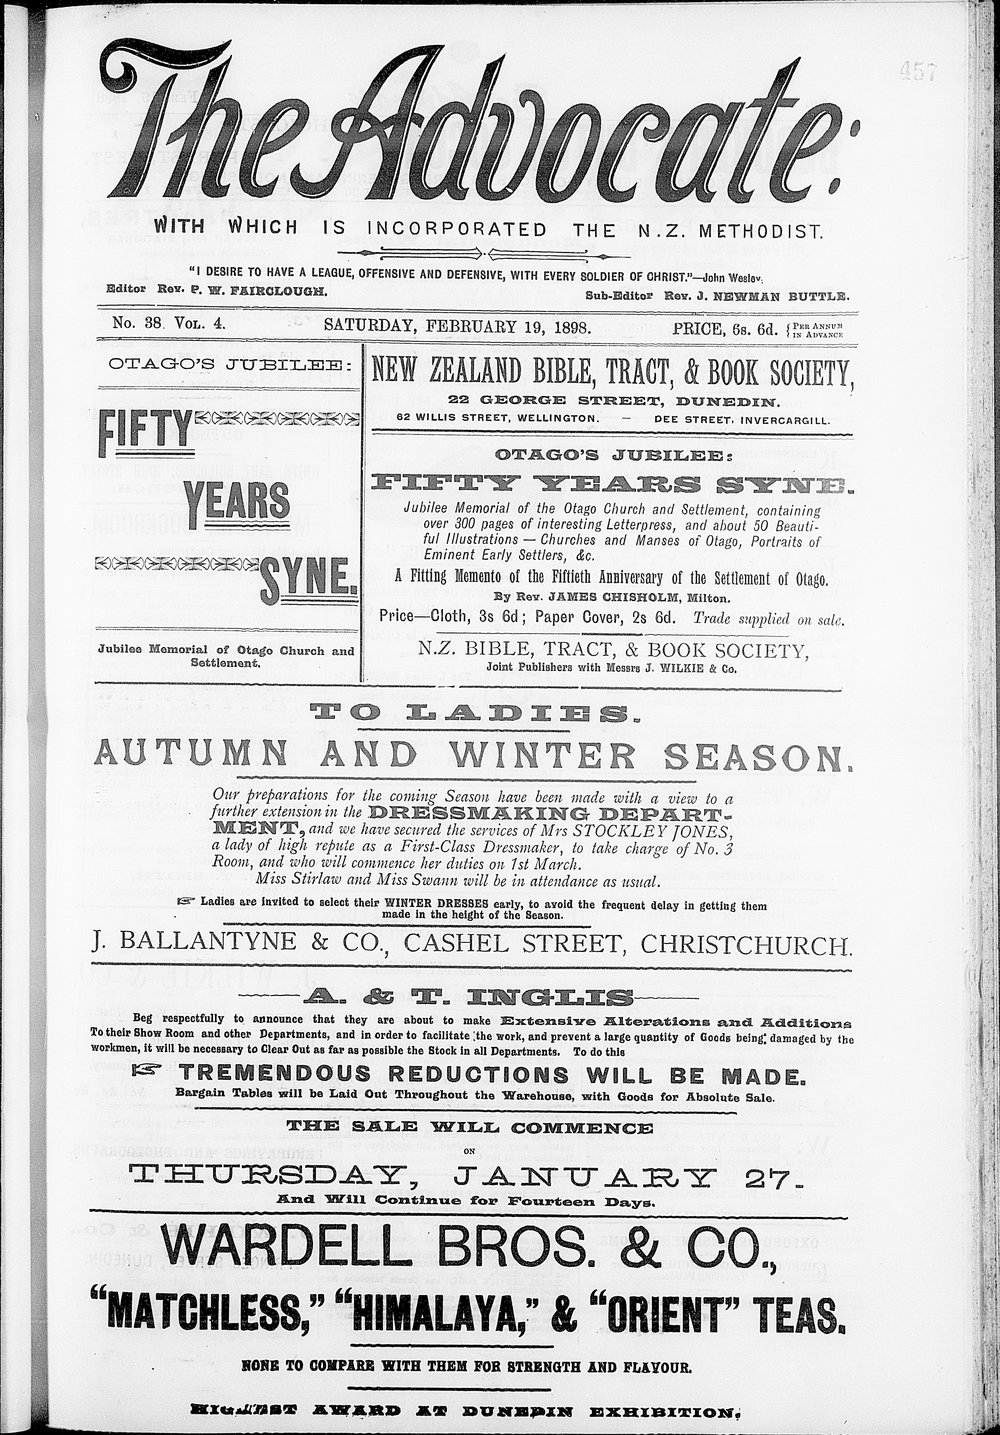 457
The Advocate:
WITH WHICH IS INCORPORATED THE N.Z. METHODIST.
"I DESIRE TO HAVE A LEAGUE, OFFENSIVE AND DEFENSIVE, WITH EVERY SOLDIER OF CHRIST."—John Wesley.
Editor Rev. P. W. FAIRCLOUGH.
Sub-Editor Rev. J. NEWMAN BUTTLE.
No. 38. VOL. 4. SATURDAY, FEBRUARY 19, 1898. PRICE, 6s. 6d. { PER ANNUM IN ADVANCE
OTAGO'S JUBILEE:
FIFTY
YEARS
SYNE.
Jubilee Memorial of Otago Church and
Settlement.
NEW ZEALAND BIBLE, TRACT, & BOOK SOCIETY,
22 GEORGE STREET, DUNEDIN.
62 WILLIS STREET, WELLINGTON. — DEE STREET, INVERCARGILL.
OTAGO'S JUBILEE:
FIFTY YEARS SYNE.
Jubilee Memorial of the Otago Church and Settlement, containing
over 300 pages of interesting Letterpress, and about 50 Beauti-
ful Illustrations — Churches and Manses of Otago, Portraits of
Eminent Early Settlers, &c.
A Fitting Memento of the Fiftieth Anniversary of the Settlement of Otago.
By Rev. JAMES CHISHOLM, Milton.
Price—Cloth, 3s 6d; Paper Cover, 2s 6d. Trade supplied on sale.
N.Z. BIBLE, TRACT, & BOOK SOCIETY,
Joint Publishers with Messrs J. WILKIE & Co.
TO LADIES.
AUTUMN AND WINTER SEASON.
Our preparations for the coming Season have been made with a view to a
further extension in the DRESSMAKING DEPART-
MENT, and we have secured the services of Mrs STOCKLEY JONES,
a lady of high repute as a First-Class Dressmaker, to take charge of No. 3
Room, and who will commence her duties on 1st March.
Miss Stirlaw and Miss Swann will be in attendance as usual.
☞ Ladies are invited to select their WINTER DRESSES early, to avoid the frequent delay in getting them
made in the height of the Season.
J. BALLANTYNE & CO., CASHEL STREET, CHRISTCHURCH.
A. & T. INGLIS
Beg respectfully to announce that they are about to make Extensive Alterations and Additions
To their Show Room and other Departments, and in order to facilitate the work, and prevent a large quantity of Goods being damaged by the
workmen, it will be necessary to Clear Out as far as possible the Stock in all Departments. To do this
☞ TREMENDOUS REDUCTIONS WILL BE MADE.
Bargain Tables will be Laid Out Throughout the Warehouse, with Goods for Absolute Sale.
THE SALE WILL COMMENCE
ON
THURSDAY, JANUARY 27.
And Will Continue for Fourteen Days.
WARDELL BROS. & CO.,
"MATCHLESS," "HIMALAYA," & "ORIENT" TEAS.
NONE TO COMPARE WITH THEM FOR STRENGTH AND FLAVOUR.
HIGHEST AWARD AT DUNEDIN EXHIBITION.